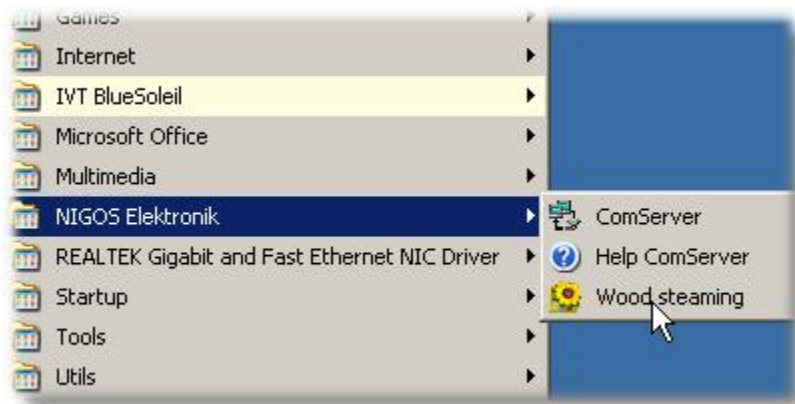 Games
Internet
IVT BlueSoleil
Microsoft Office
Multimedia
NIGOS Elektronik
REALTEK Gigabit and Fast Ethernet NIC Driver
Startup
Tools
Utils
ComServer
Help ComServer
Wood steaming